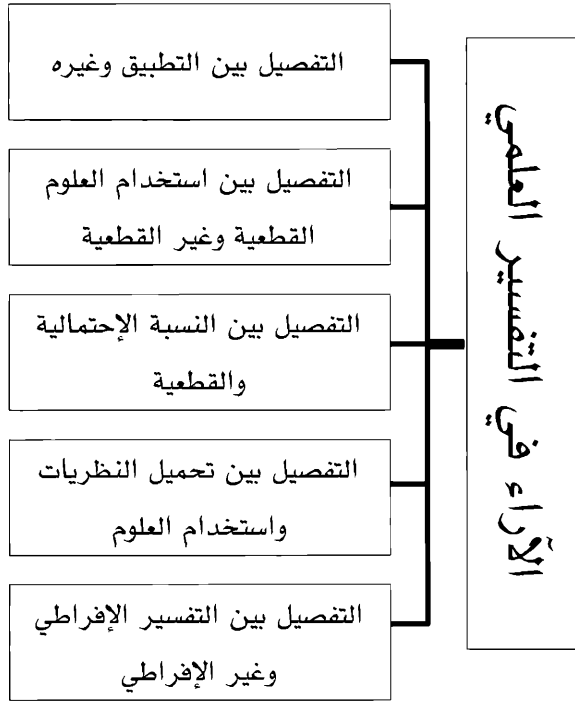 الآراء في التفسير العلمي
التفصيل بين التطبيق وغيره
التفصيل بين استخدام العلوم
القطعية وغير القطعية
التفصيل بين النسبة الإحتمالية
والقطعية
التفصيل بين تحميل النظريات
واستخدام العلوم
التفصيل بين التفسير الإفراطي
وغير الإفراطي